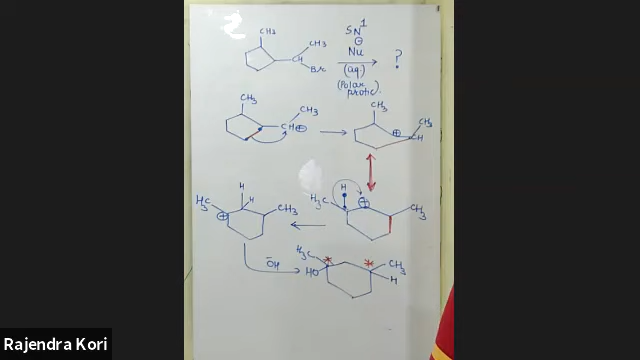 CH₃
CH₃
CH
Br
SN¹
⊖
Nu
(aq)
(Polar
protic).
?
CH₃
CH₃
CH⊕
CH₃
⊕
CH₃
CH
H₃C
⊕
H
H
CH₃
H₃C
H
⊕
CH₃
⁻OH
H₃C
HO
*
*
CH₃
H
Rajendra Kori